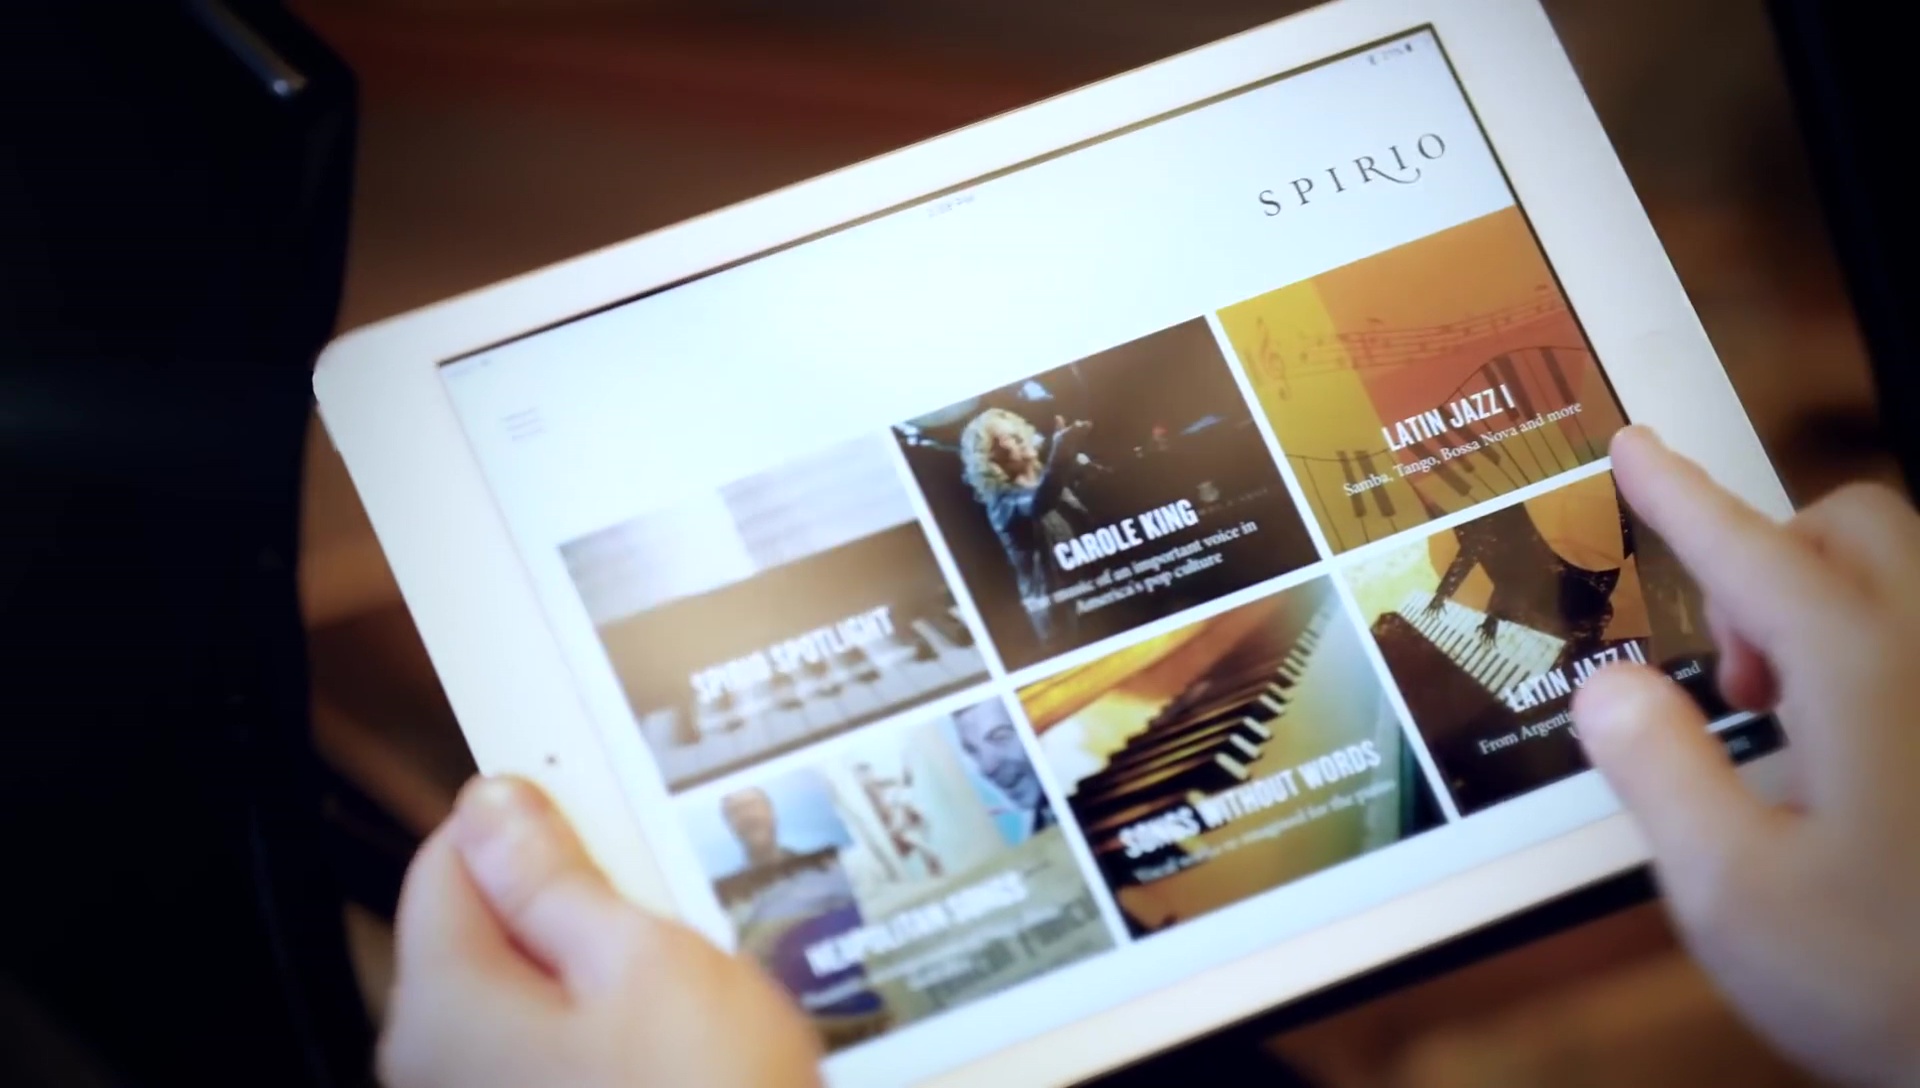 SPIRIO
SPIRIO SPOTLIGHT
CAROLE KING
The music of an important voice in
America's pop culture
LATIN JAZZ I
Samba, Tango, Bossa Nova and more
NEAPOLITAN SONGS
SONGS WITHOUT WORDS
Vocal works re-imagined for the piano
LATIN JAZZ II
From Argenti
and